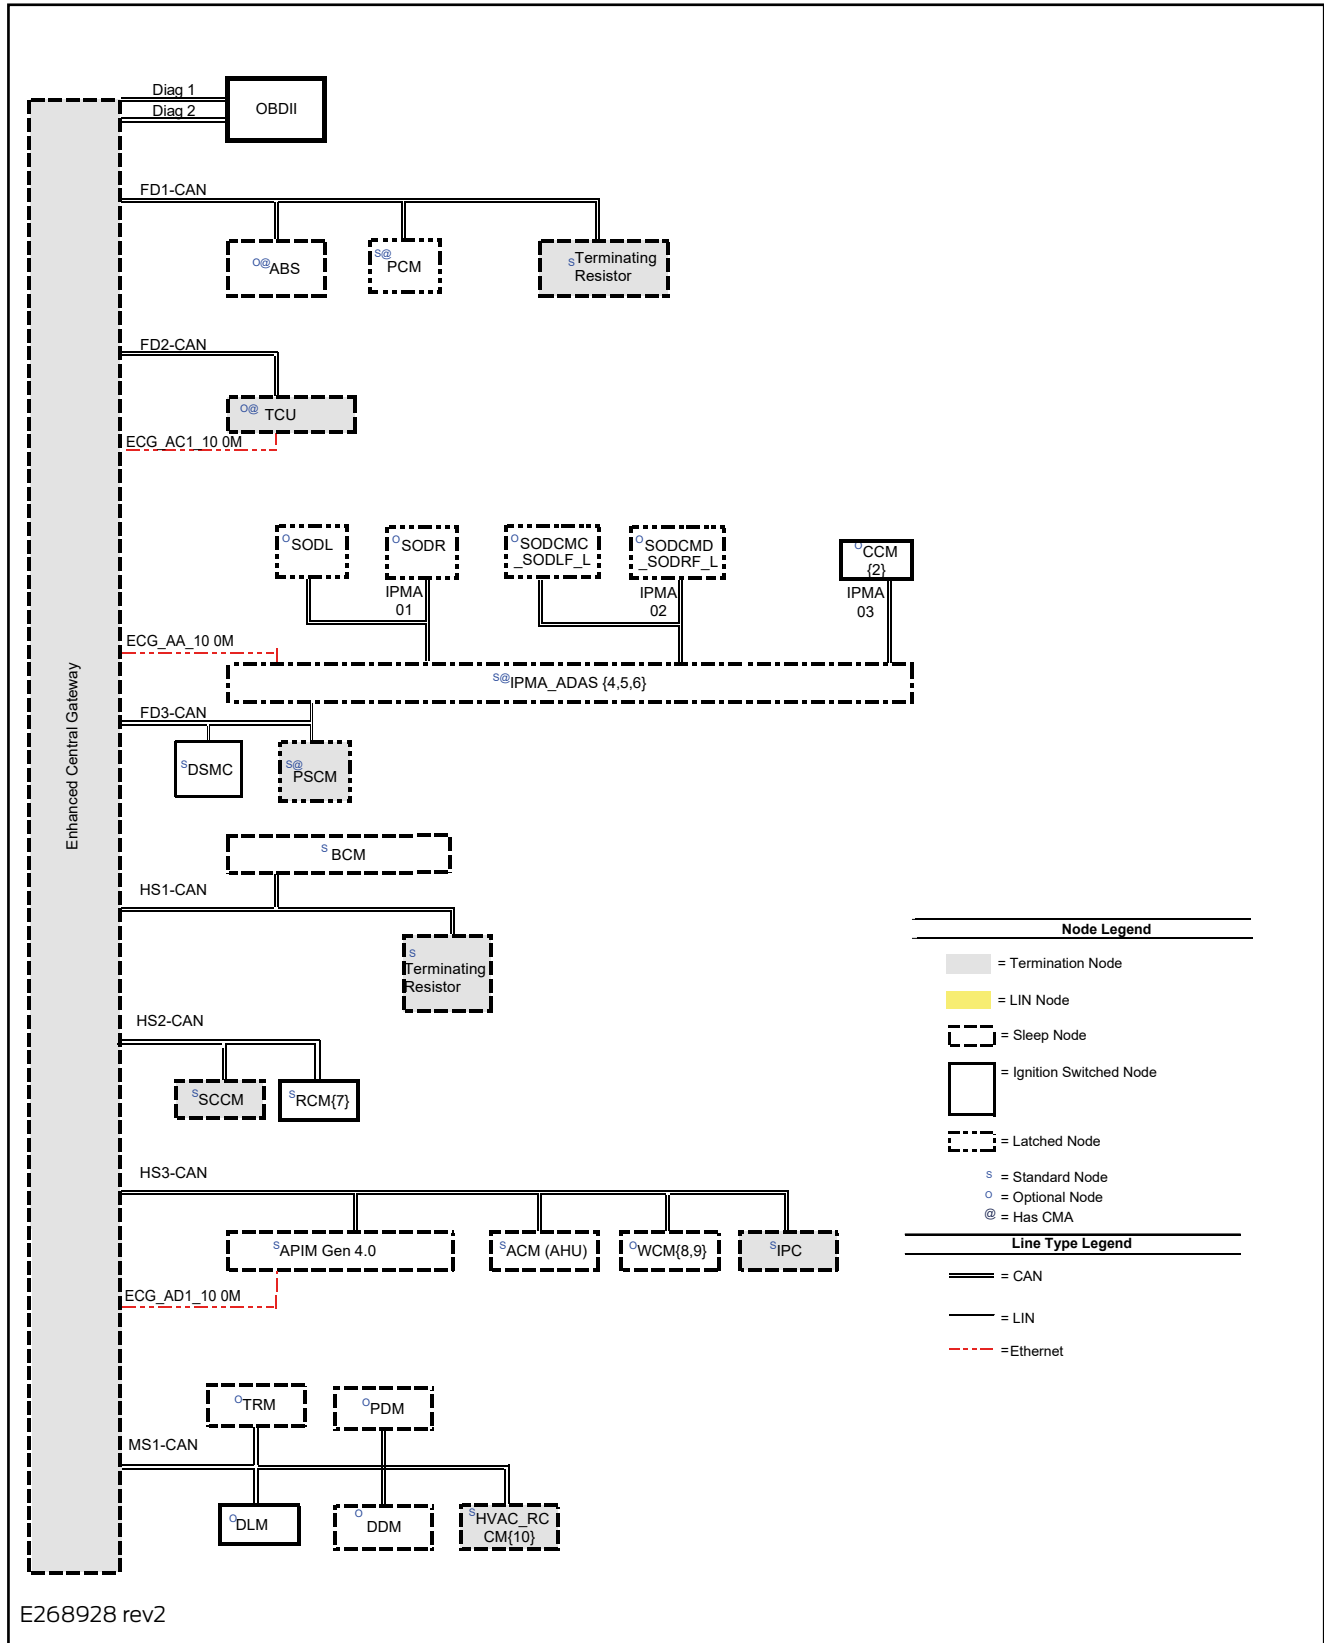 Diag 1
Diag 2
OBDII
FD1-CAN
O@ABS
S@
PCM
S Terminating
Resistor
FD2-CAN
O@ TCU
ECG_AC1_10 0M
OSODL
OSODR
OSODCMC
_SODLF_L
OSODCMD
_SODRF_L
OCCM
{2}
IPMA
01
IPMA
02
IPMA
03
ECG_AA_10 0M
S@IPMA_ADAS {4,5,6}
FD3-CAN
SDSMC
S@
PSCM
Enhanced Central Gateway
S BCM
HS1-CAN
S
Terminating
Resistor
HS2-CAN
SSCCM
SRCM{7}
HS3-CAN
SAPIM Gen 4.0
SACM (AHU)
OWCM{8,9}
SIPC
ECG_AD1_10 0M
OTRM
OPDM
MS1-CAN
ODLM
O
DDM
SHVAC_RC
CM{10}
Node Legend
= Termination Node
= LIN Node
= Sleep Node
= Ignition Switched Node
= Latched Node
S = Standard Node
O = Optional Node
@ = Has CMA
Line Type Legend
= CAN
= LIN
=Ethernet
E268928 rev2